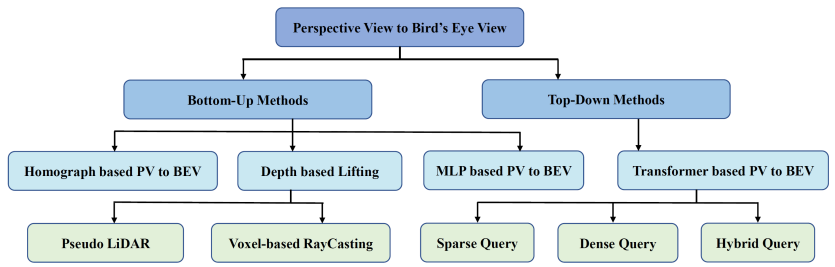 Perspective View to Bird's Eye View
Bottom-Up Methods
Top-Down Methods
Homograph based PV to BEV
Depth based Lifting
MLP based PV to BEV
Transformer based PV to BEV
Pseudo LiDAR
Voxel-based RayCasting
Sparse Query
Dense Query
Hybrid Query